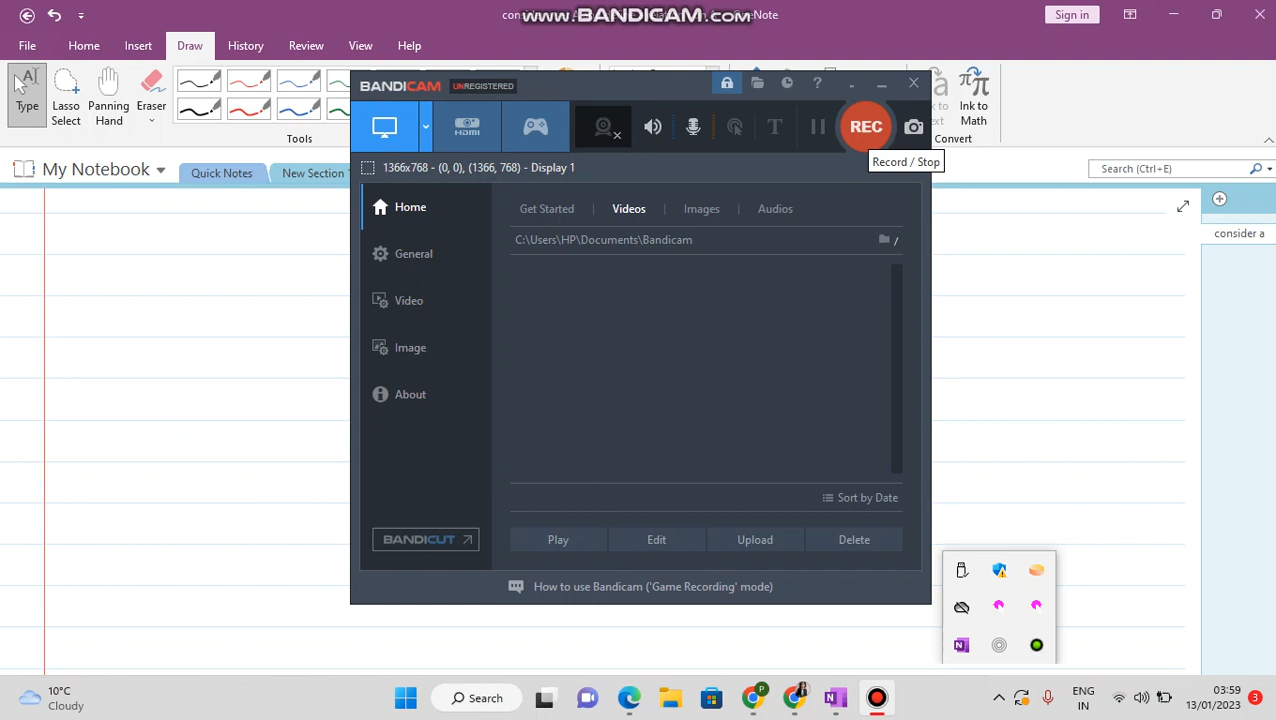 consider a
www.BANDICAM.com
OneNote
Sign in
File
Home
Insert
Draw
History
Review
View
Help
Type
Lasso Select
Panning Hand
Eraser
Tools
Ink to Math
Convert
BANDICAM
UNREGISTERED
HDMI
REC
Record / Stop
1366x768 - (0, 0), (1366, 768) - Display 1
My Notebook
Quick Notes
New Section
Search (Ctrl+E)
Home
Get Started
Videos
Images
Audios
consider a
C:\Users\HP\Documents\Bandicam
General
Video
Image
About
Sort by Date
BANDICUT
Play
Edit
Upload
Delete
How to use Bandicam ('Game Recording' mode)
10°C
Cloudy
Search
ENG
IN
03:59
13/01/2023
3